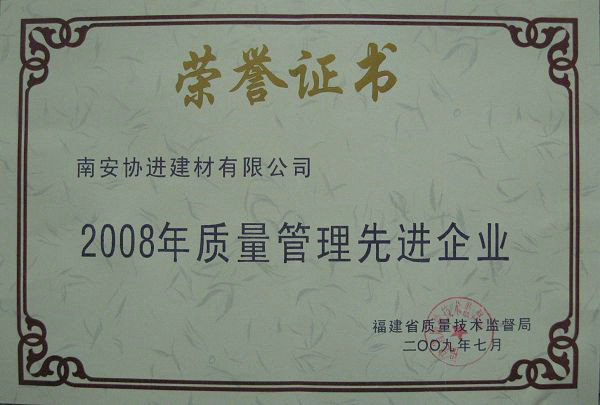 荣誉证书
南安协进建材有限公司
2008年质量管理先进企业
福建省质量技术监督局
二〇〇九年七月